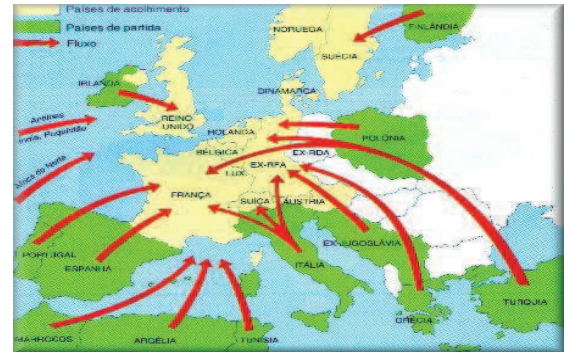 Países de acolhimento
Países de partida
Fluxo
NORUEGA
FINLÂNDIA
SUÉCIA
IRLANDA
DINAMARCA
Antilhas
Paquistão
REINO
UNIDO
HOLANDA
POLÓNIA
BÉLGICA
EX-RDA
África do Norte
LUX.
EX-RFA
FRANÇA
SUÍÇA
ÁUSTRIA
PORTUGAL
ESPANHA
EX-JUGOSLÁVIA
ITÁLIA
TURQUIA
GRÉCIA
MARROCOS
ARGÉLIA
TUNÍSIA